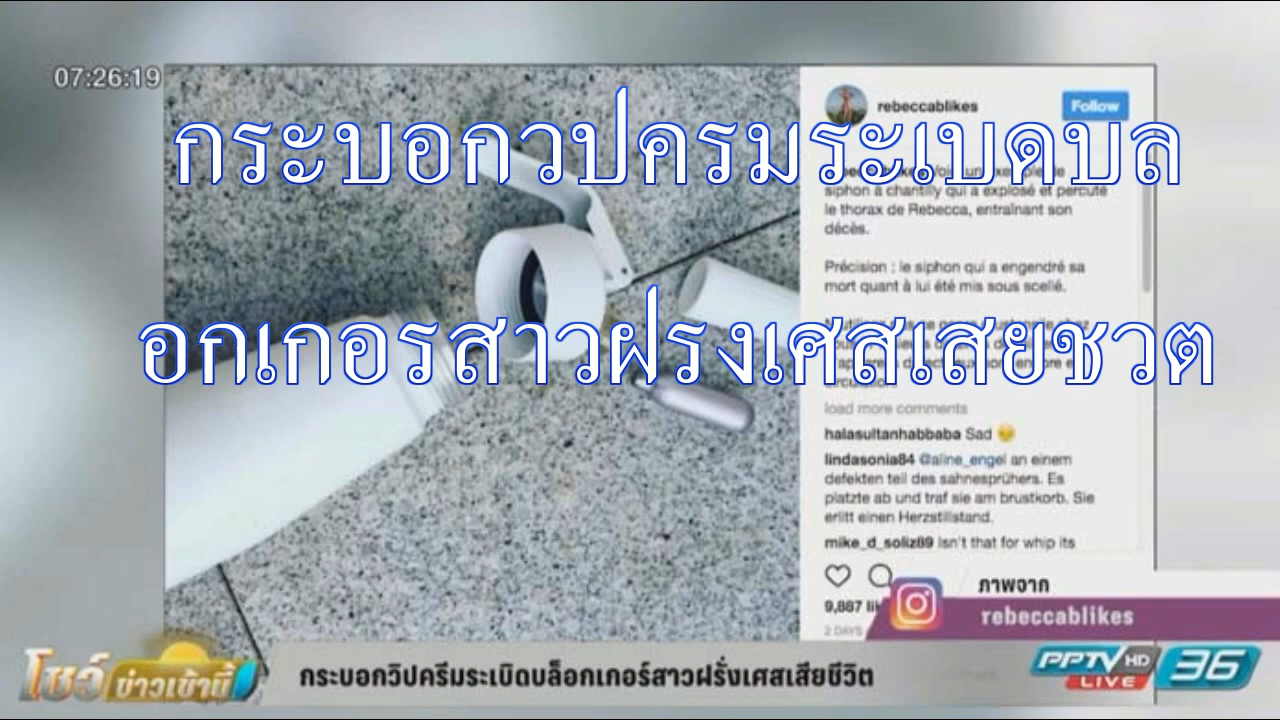 07:26:19
rebeccablikes
Follow
กระบอกวปครมระเบดบล
siphon à chantilly qui a explosé et percuté
le thorax de Rebecca, entraînant son
décès.
Précision : le siphon qui a engendré sa
mort quant à lui été mis sous scellé.
อกเกอรสาวฝรงเศสเสยชวต
load more comments
halasultanhabbaba Sad 😔
lindasonia84 @aline_engel an einem
defekten teil des sahnesprühers. Es
platzte ab und traf sie am brustkorb. Sie
erlitt einen Herzstillstand.
mike_d_soliz89 Isn't that for whip its
9,887
2 DAYS
ภาพจาก
rebeccablikes
โชว์ข่าวเช้านี้
กระบอกวิปครีมระเบิดบล็อกเกอร์สาวฝรั่งเศสเสียชีวิต
PPTV HD 36
LIVE